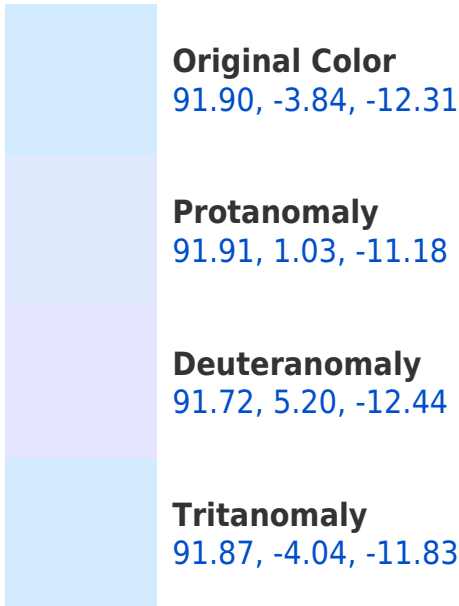 Original Color
91.90, -3.84, -12.31
Protanomaly
91.91, 1.03, -11.18
Deuteranomaly
91.72, 5.20, -12.44
Tritanomaly
91.87, -4.04, -11.83